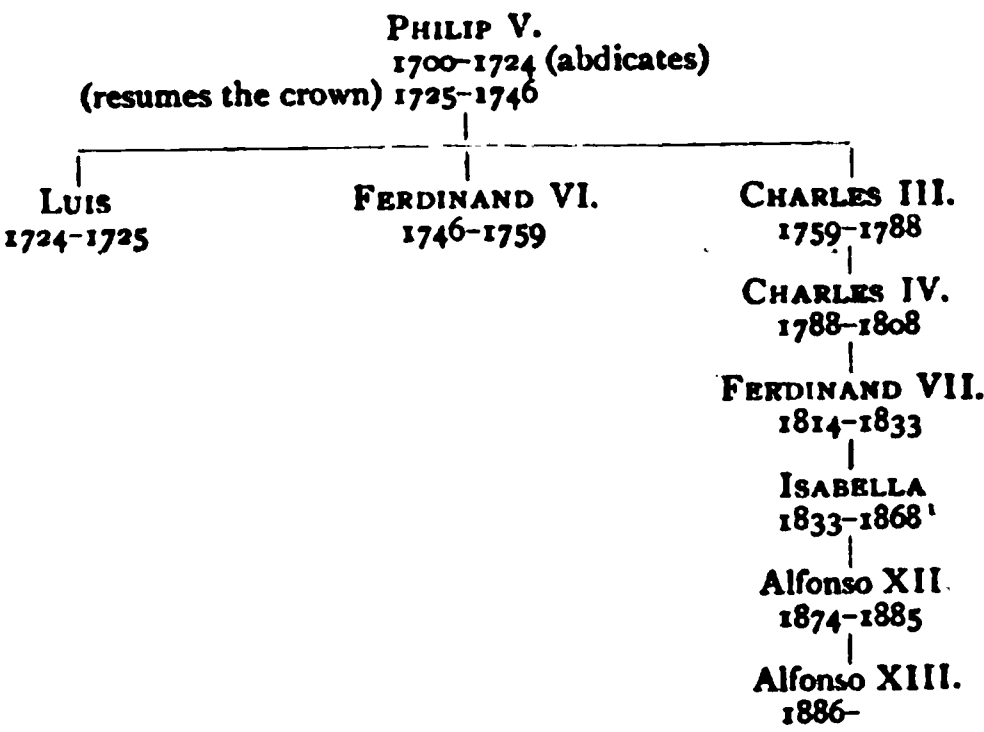 PHILIP V.
1700-1724 (abdicates)
(resumes the crown) 1725-1746
LUIS
1724-1725
FERDINAND VI.
1746-1759
CHARLES III.
1759-1788
CHARLES IV.
1788-1808
FERDINAND VII.
1814-1833
ISABELLA
1833-1868¹
Alfonso XII.
1874-1885
Alfonso XIII.
1886-